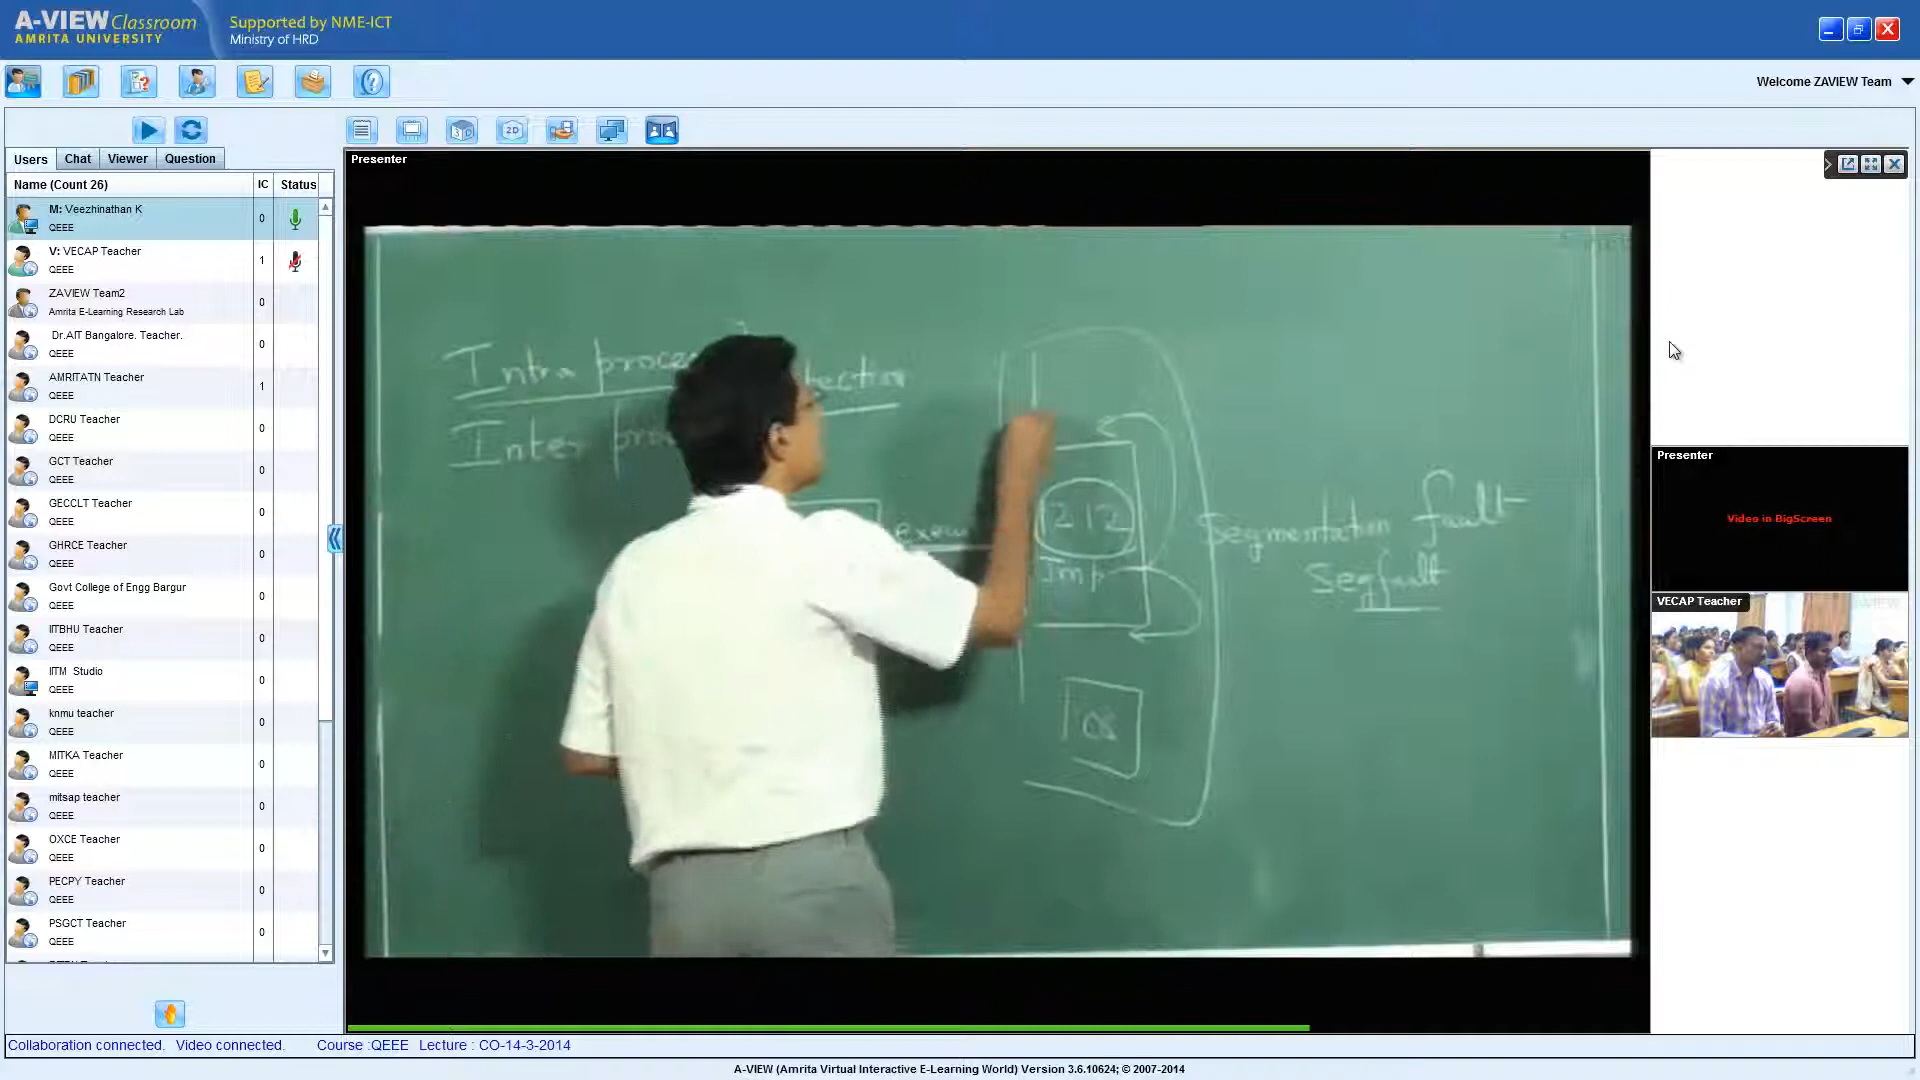 A-VIEW Classroom
AMRITA UNIVERSITY
Supported by NME-ICT
Ministry of HRD
Welcome ZAVIEW Team
3D
2D
Users
Chat
Viewer
Question
Name (Count 26)
IC
Status
M: Veezhinathan K
QEEE
0
V: VECAP Teacher
QEEE
1
ZAVIEW Team2
Amrita E-Learning Research Lab
0
Dr.AIT Bangalore. Teacher.
QEEE
0
AMRITATN Teacher
QEEE
1
DCRU Teacher
QEEE
0
GCT Teacher
QEEE
0
GECCLT Teacher
QEEE
0
GHRCE Teacher
QEEE
0
Govt College of Engg Bargur
QEEE
0
IITBHU Teacher
QEEE
0
IITM Studio
QEEE
0
knmu teacher
QEEE
0
MITKA Teacher
QEEE
0
mitsap teacher
QEEE
0
OXCE Teacher
QEEE
0
PECPY Teacher
QEEE
0
PSGCT Teacher
QEEE
0
Presenter
Intra
Inter
1212
Jmp
Segmentation fault
Segfault
Presenter
Video in BigScreen
VECAP Teacher
Collaboration connected. Video connected.
Course :QEEE Lecture : CO-14-3-2014
A-VIEW (Amrita Virtual Interactive E-Learning World) Version 3.6.10624; © 2007-2014